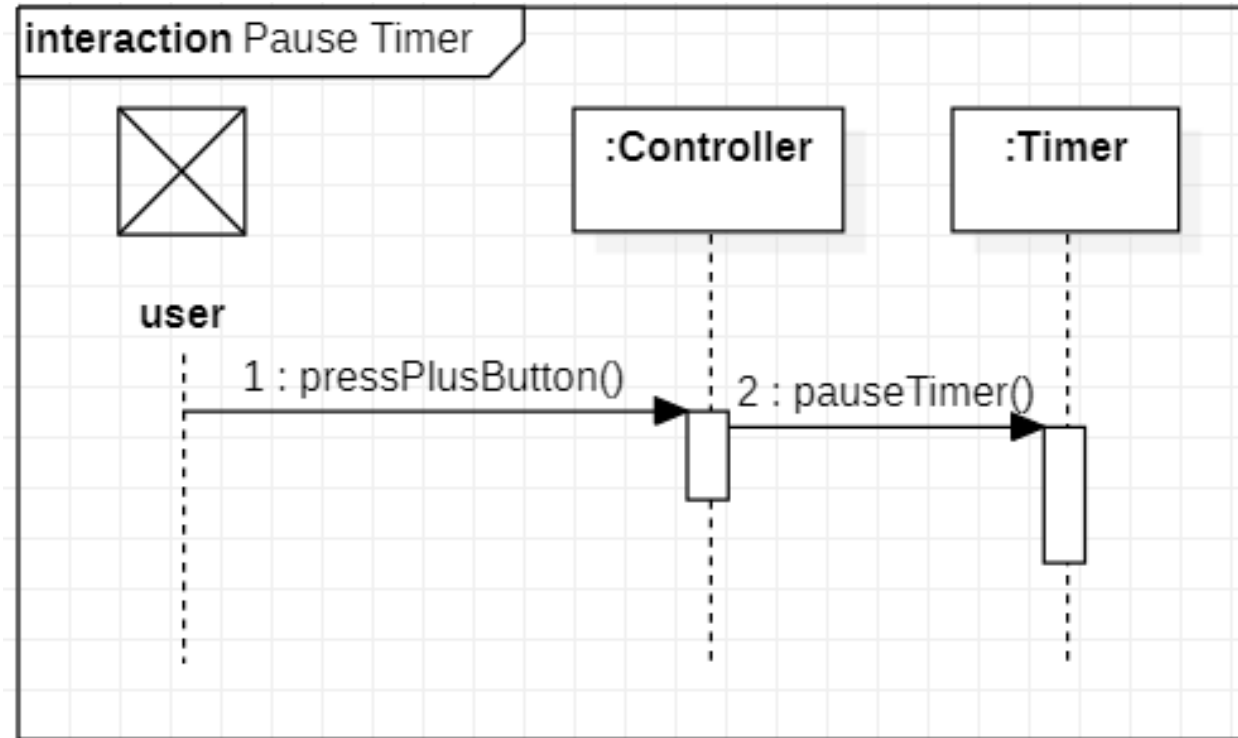 interaction Pause Timer
:Controller
:Timer
user
1 : pressPlusButton()
2 : pauseTimer()